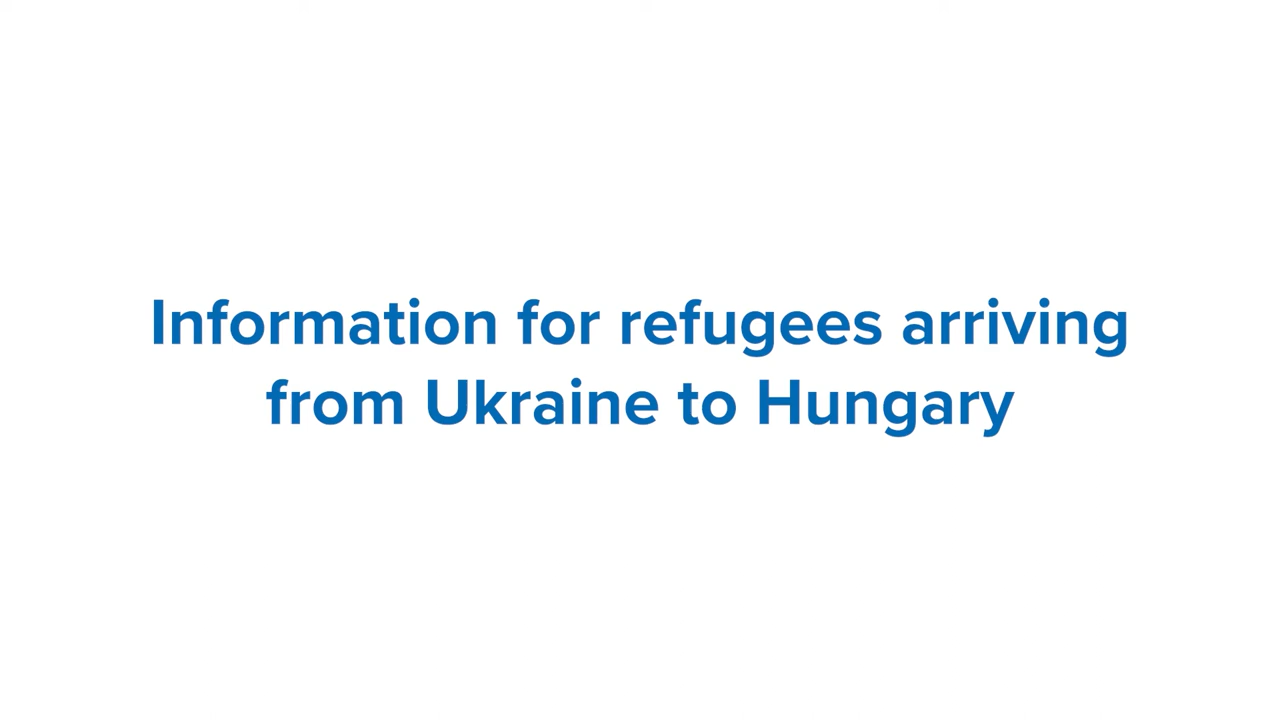 Information for refugees arriving
from Ukraine to Hungary